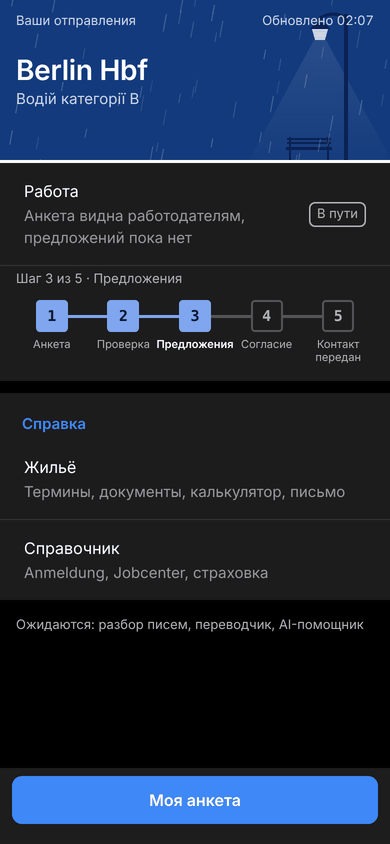 Ваши отправления
Обновлено 02:07
Berlin Hbf
Водій категорії B
Работа
Анкета видна работодателям,
предложений пока нет
В пути
Шаг 3 из 5 · Предложения
1 2 3 4 5
Анкета Проверка Предложения Согласие Контакт
передан
Справка
Жильё
Термины, документы, калькулятор, письмо
Справочник
Anmeldung, Jobcenter, страховка
Ожидаются: разбор писем, переводчик, AI-помощник
Моя анкета